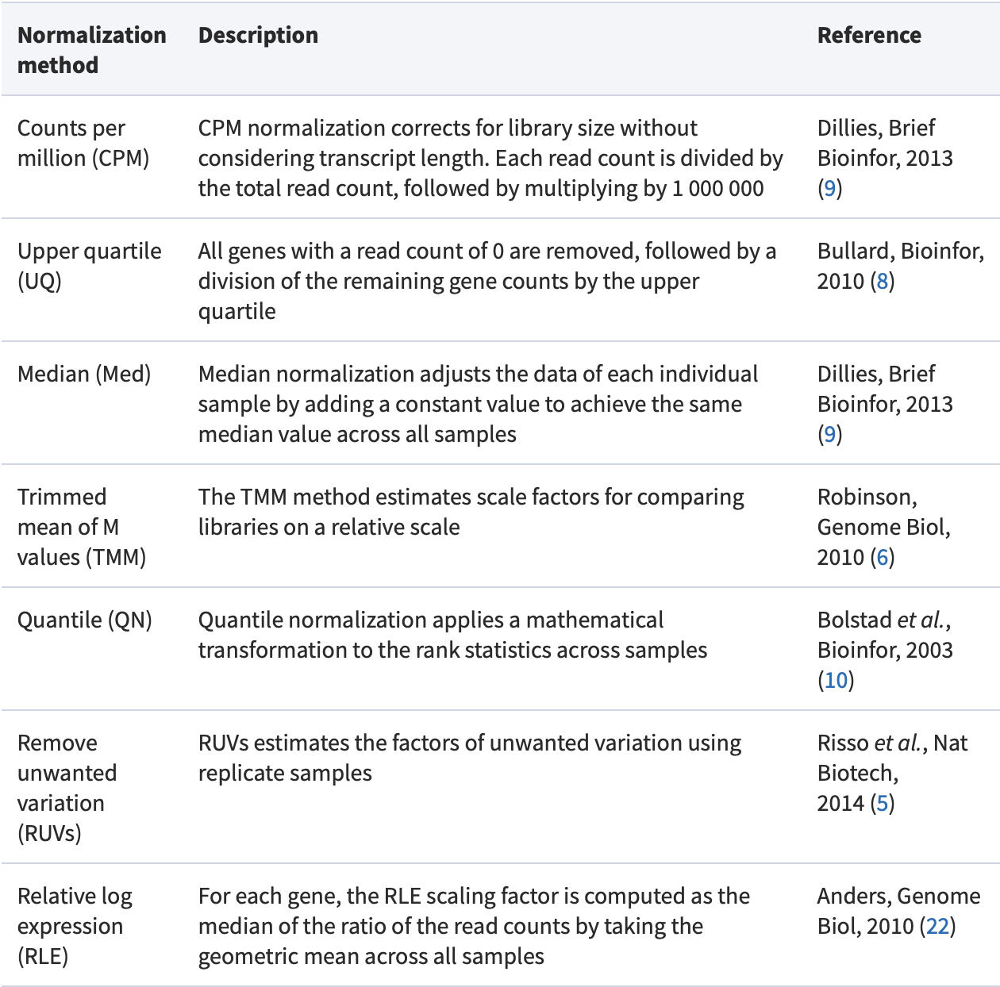 Normalization method
Description
Reference
Counts per million (CPM)
CPM normalization corrects for library size without
considering transcript length. Each read count is divided by
the total read count, followed by multiplying by 1 000 000
Dillies, Brief
Bioinfor, 2013
(9)
Upper quartile
(UQ)
All genes with a read count of 0 are removed, followed by a
division of the remaining gene counts by the upper
quartile
Bullard, Bioinfor,
2010 (8)
Median (Med)
Median normalization adjusts the data of each individual
sample by adding a constant value to achieve the same
median value across all samples
Dillies, Brief
Bioinfor, 2013
(9)
Trimmed
mean of M
values (TMM)
The TMM method estimates scale factors for comparing
libraries on a relative scale
Robinson,
Genome Biol,
2010 (6)
Quantile (QN)
Quantile normalization applies a mathematical
transformation to the rank statistics across samples
Bolstad et al.,
Bioinfor, 2003
(10)
Remove
unwanted
variation
(RUVs)
RUVs estimates the factors of unwanted variation using
replicate samples
Risso et al., Nat
Biotech,
2014 (5)
Relative log
expression
(RLE)
For each gene, the RLE scaling factor is computed as the
median of the ratio of the read counts by taking the
geometric mean across all samples
Anders, Genome
Biol, 2010 (22)